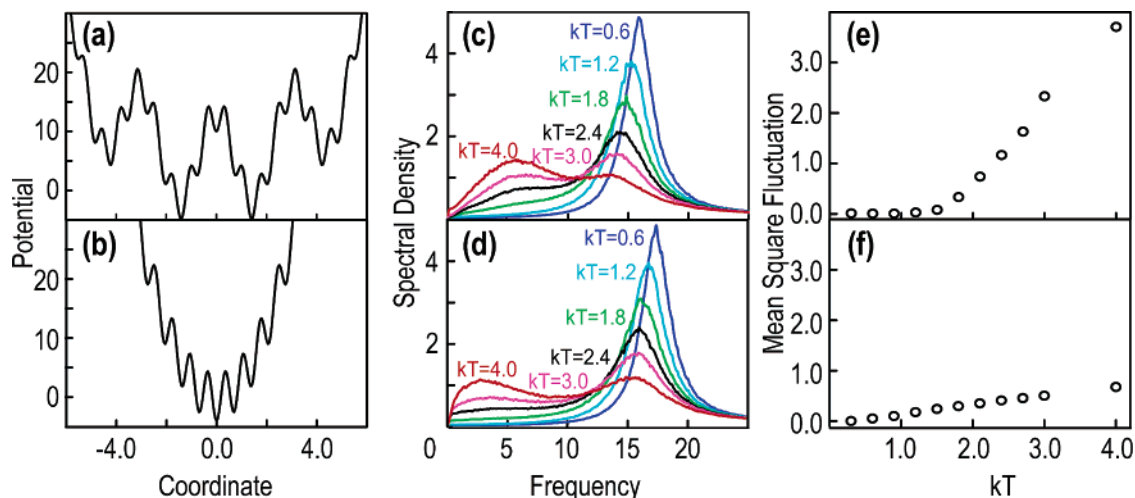 (a)
20
10
0
(b)
20
10
0
Potential
-4.0
0.0
4.0
Coordinate
(c)
kT=0.6
kT=1.2
kT=1.8
kT=2.4
kT=3.0
kT=4.0
4
2
(d)
kT=0.6
kT=1.2
kT=1.8
kT=2.4
kT=3.0
kT=4.0
4
2
Spectral Density
0
5
10
15
20
Frequency
(e)
3.0
2.0
1.0
0.0
(f)
3.0
2.0
1.0
0.0
Mean Square Fluctuation
1.0
2.0
3.0
4.0
kT